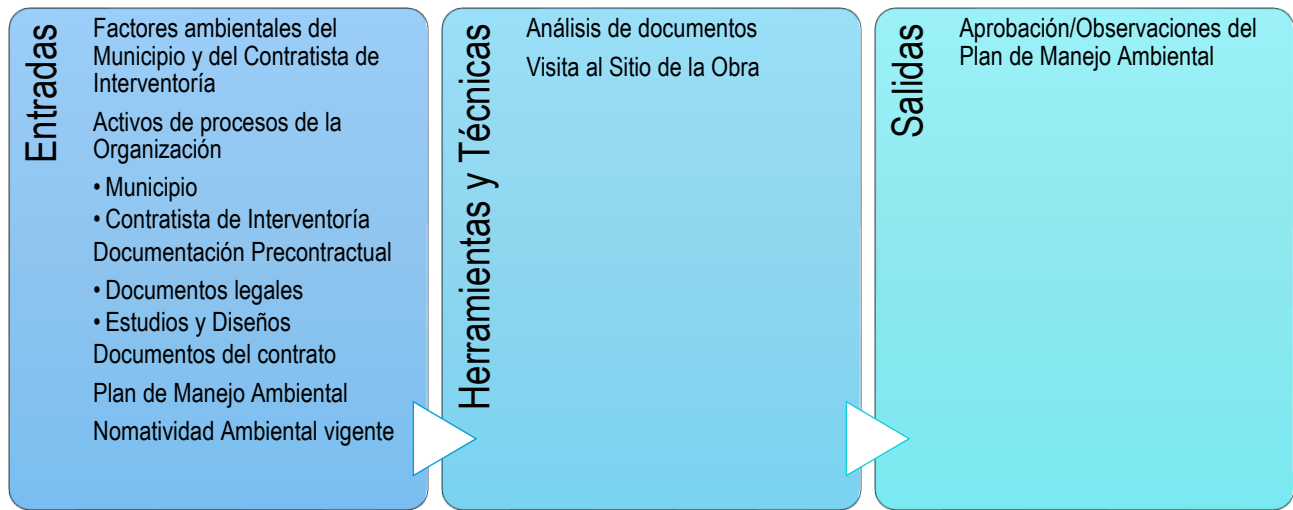 Entradas
Factores ambientales del
Municipio y del Contratista de
Interventoría
Activos de procesos de la
Organización
• Municipio
• Contratista de Interventoría
Documentación Precontractual
• Documentos legales
• Estudios y Diseños
Documentos del contrato
Plan de Manejo Ambiental
Nomatividad Ambiental vigente
Herramientas y Técnicas
Análisis de documentos
Visita al Sitio de la Obra
Salidas
Aprobación/Observaciones del
Plan de Manejo Ambiental